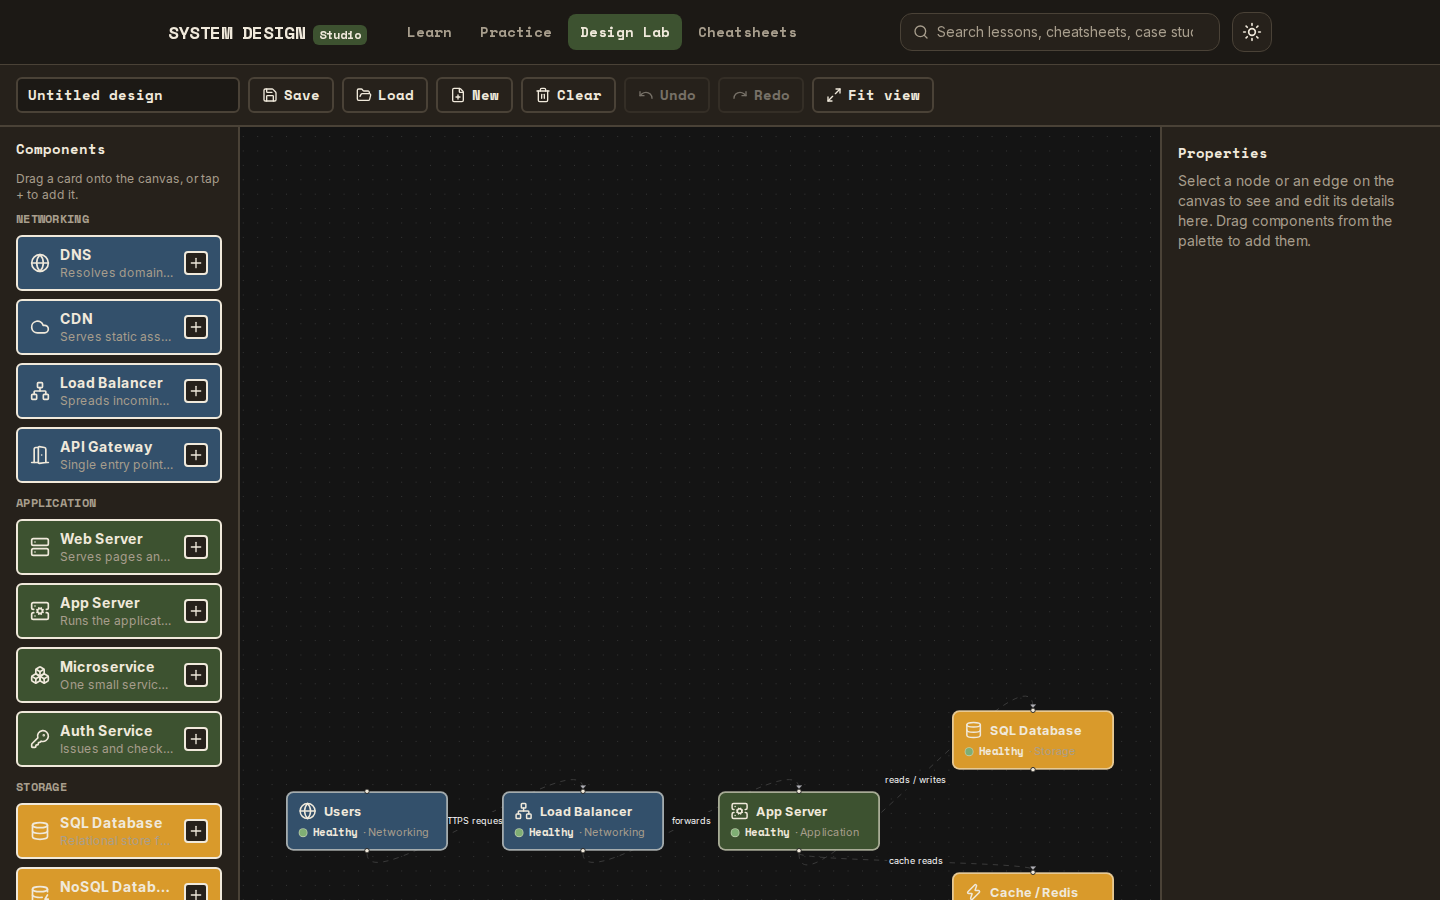 SYSTEM DESIGN Studio
Learn
Practice
Design Lab
Cheatsheets
Search lessons, cheatsheets, case stuc
Untitled design
Save
Load
New
Clear
Undo
Redo
Fit view
Components
Drag a card onto the canvas, or tap
+ to add it.
NETWORKING
DNS
Resolves domain...
CDN
Serves static ass...
Load Balancer
Spreads incomin...
API Gateway
Single entry point...
APPLICATION
Web Server
Serves pages an...
App Server
Runs the applicat...
Microservice
One small servic...
Auth Service
Issues and check...
STORAGE
SQL Database
NoSQL Datab...
Users
Healthy · Networking
TTPS reques
Load Balancer
Healthy · Networking
forwards
App Server
Healthy · Application
reads / writes
cache reads
SQL Database
Healthy
Cache / Redis
Properties
Select a node or an edge on the
canvas to see and edit its details
here. Drag components from the
palette to add them.